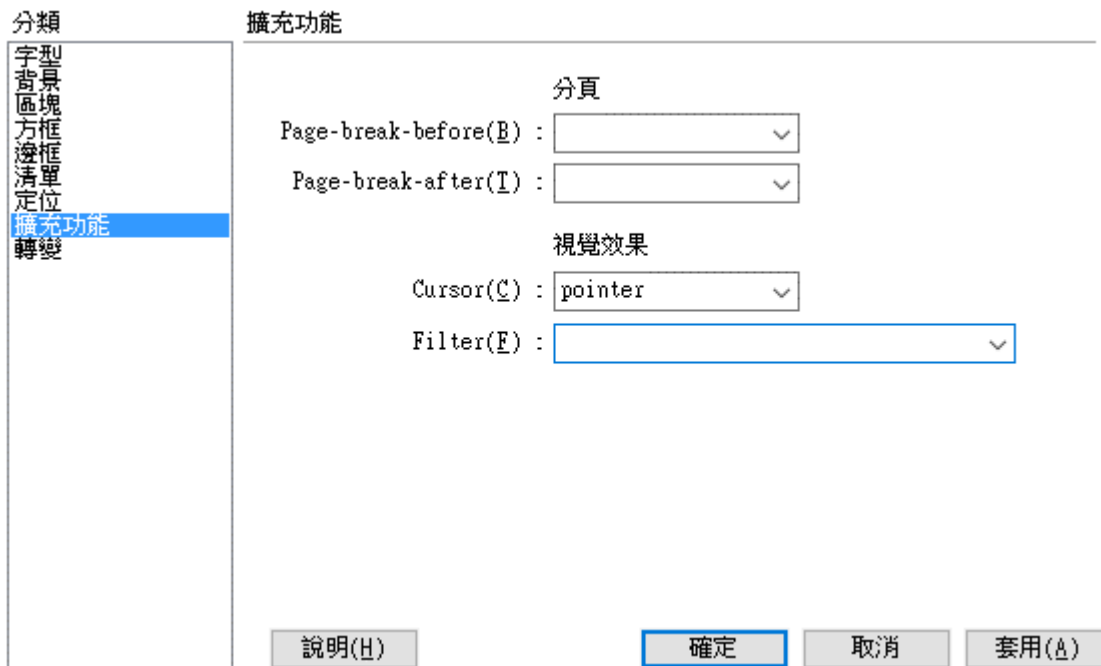 分類
字型
背景
區塊
方框
邊框
清單
定位
擴充功能
轉變
擴充功能
分頁
Page-break-before(B) :
Page-break-after(T) :
視覺效果
Cursor(C) : pointer
Filter(F) :
說明(H) 確定 取消 套用(A)